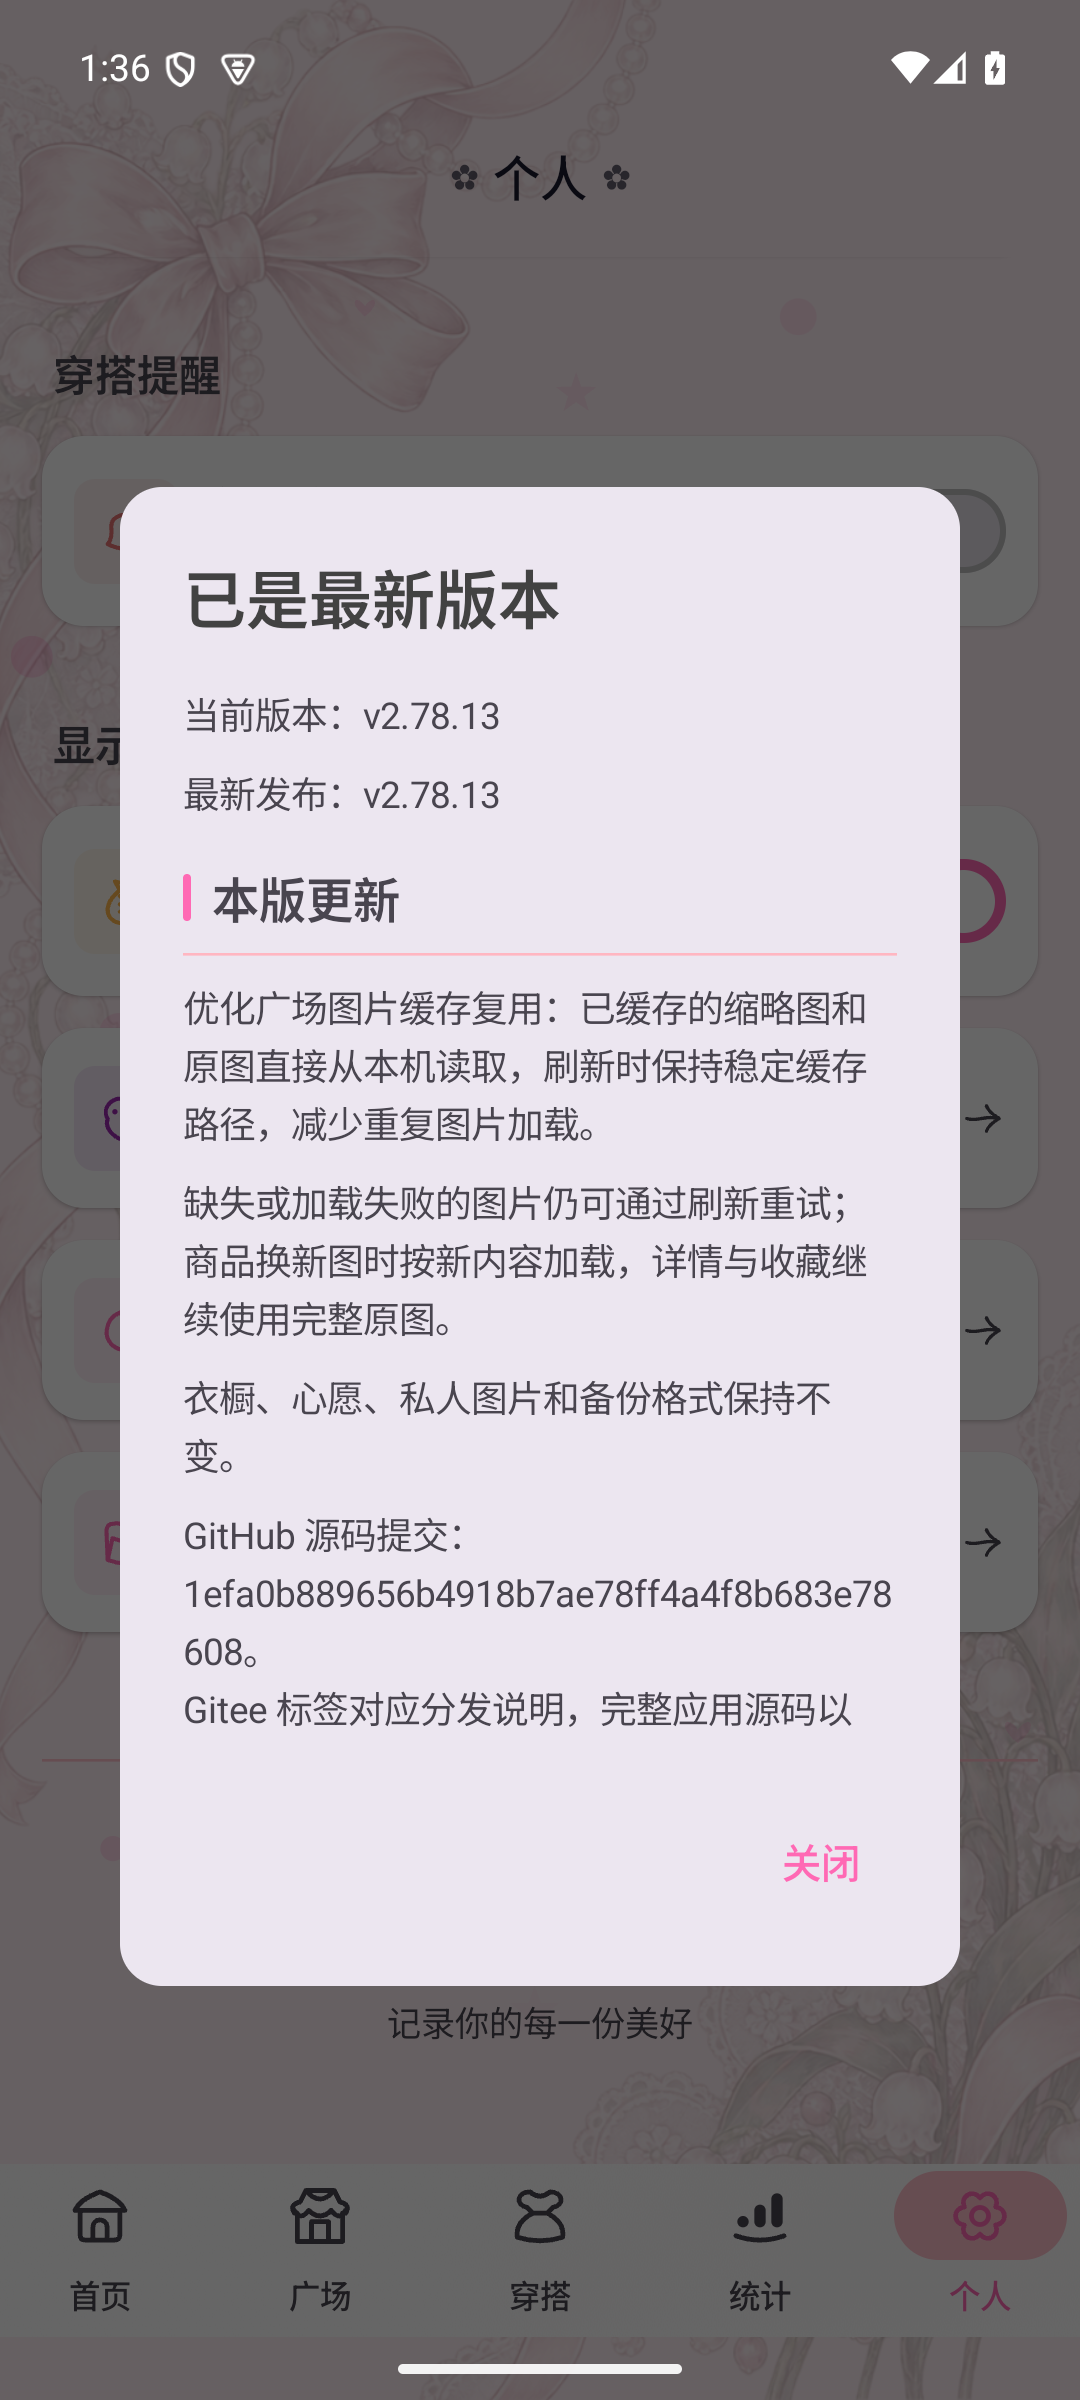 1:36
个人
穿搭提醒
显示
已是最新版本
当前版本：v2.78.13
最新发布：v2.78.13
本版更新
优化广场图片缓存复用：已缓存的缩略图和
原图直接从本机读取，刷新时保持稳定缓存
路径，减少重复图片加载。
缺失或加载失败的图片仍可通过刷新重试；
商品换新图时按新内容加载，详情与收藏继
续使用完整原图。
衣橱、心愿、私人图片和备份格式保持不
变。
GitHub 源码提交：
1efa0b889656b4918b7ae78ff4a4f8b683e78
608。
Gitee 标签对应分发说明，完整应用源码以
关闭
记录你的每一份美好
首页
广场
穿搭
统计
个人